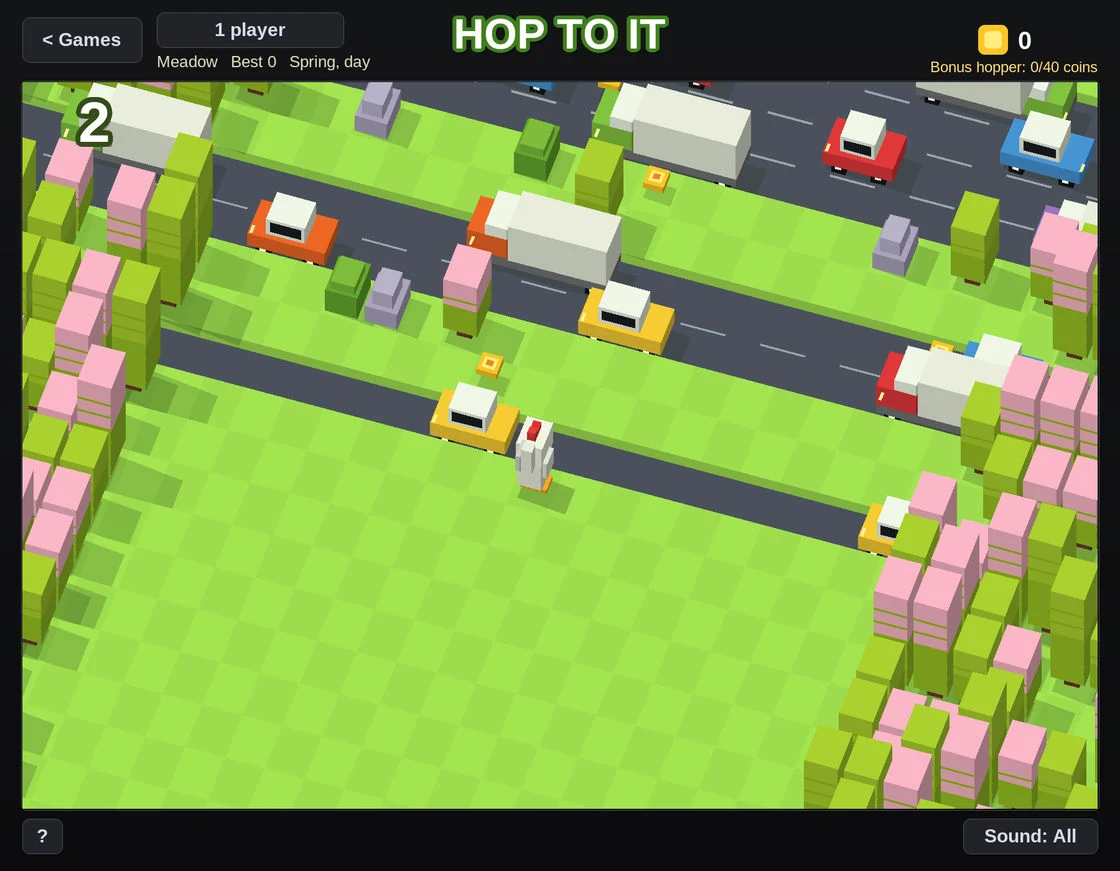 < Games
1 player
HOP TO IT
0
Meadow Best 0 Spring, day
Bonus hopper: 0/40 coins
2
?
Sound: All